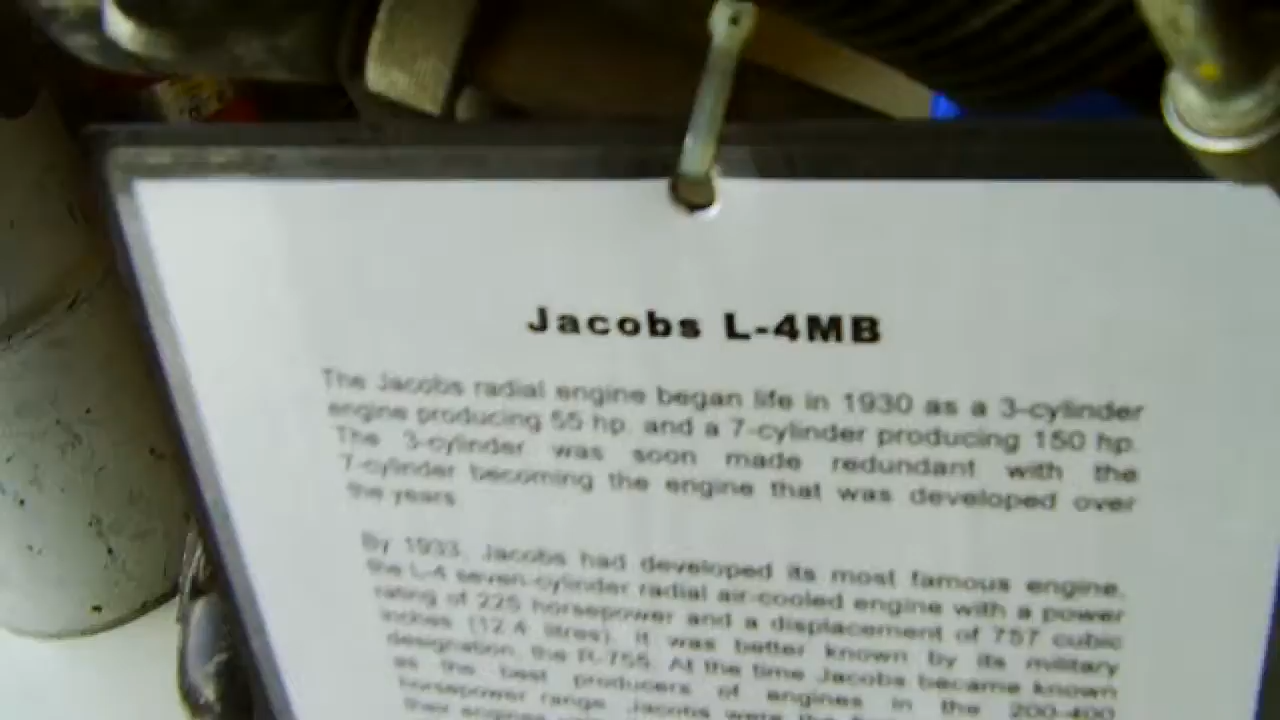 Jacobs L-4MB
The Jacobs radial engine began life in 1930 as a 3-cylinder
engine producing 55 hp. and a 7-cylinder producing 150 hp.
The 3-cylinder was soon made redundant with the
7-cylinder becoming the engine that was developed over
the years.
By 1933, Jacobs had developed its most famous engine,
the L-4 seven-cylinder radial air-cooled engine with a power
rating of 225 horsepower and a displacement of 757 cubic
inches (12.4 litres). It was better known by its military
designation, the R-755. At the time Jacobs became known
as the best producers of engines in the 200-400
horsepower range. Jacobs were the
their engines